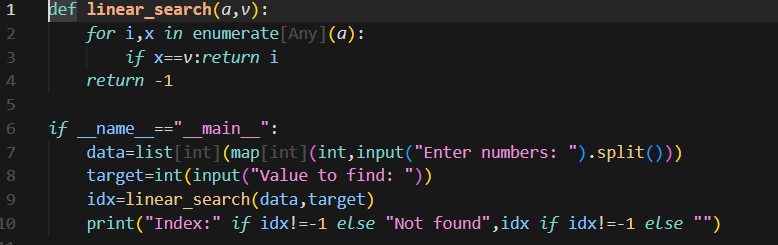 1 def linear_search(a,v):
2     for i,x in enumerate[Any](a):
3         if x==v:return i
4     return -1
5
6 if __name__=="__main__":
7     data=list[int](map[int](int,input("Enter numbers: ").split()))
8     target=int(input("Value to find: "))
9     idx=linear_search(data,target)
10     print("Index:" if idx!=-1 else "Not found",idx if idx!=-1 else "")